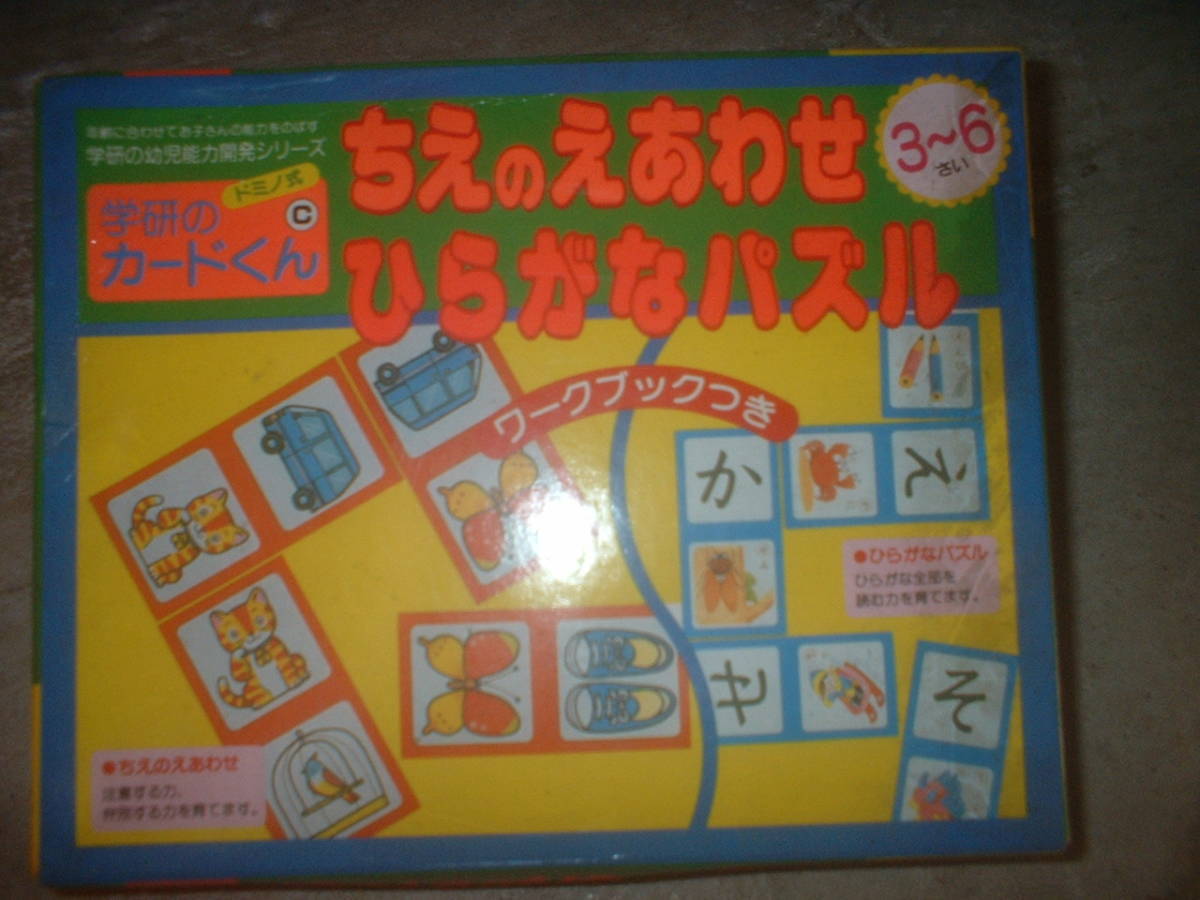 年齢に合わせてお子さんの能力をのばす
学研の幼児能力開発シリーズ
ドミノ式
学研の
カードくん
C
ちえのえあわせ
ひらがなパズル
3〜6
さい
ワークブックつき
か
え
せ
そ
●ひらがなパズル
ひらがな全部を
読む力を育てます。
●ちえのえあわせ
注意する力、
弁別する力を育てます。